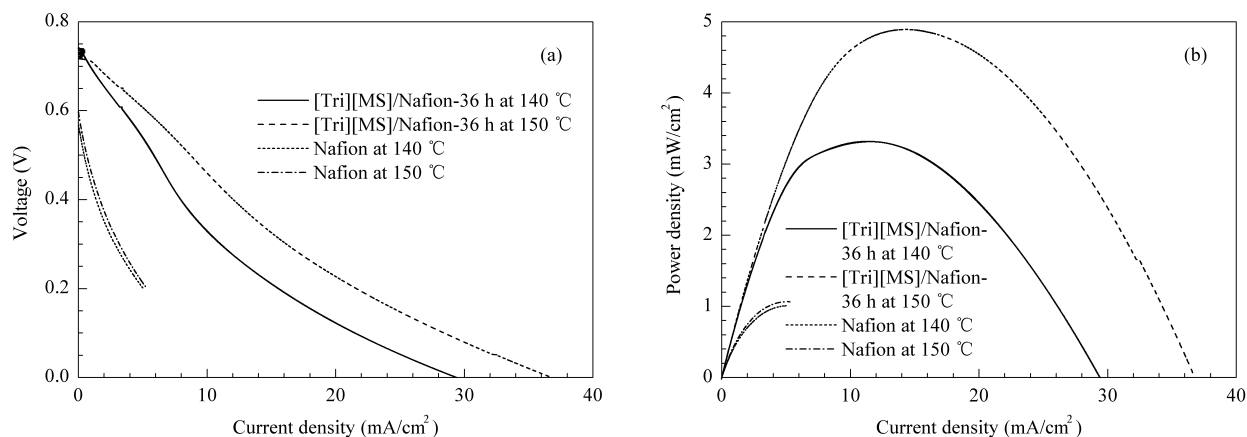 0.8
0.6
0.4
0.2
0.0
Voltage (V)
(a)
[Tri][MS]/Nafion-36 h at 140 ℃
[Tri][MS]/Nafion-36 h at 150 ℃
Nafion at 140 ℃
Nafion at 150 ℃
0 10 20 30 40
Current density (mA/cm²)
5
4
3
2
1
0
Power density (mW/cm²)
(b)
[Tri][MS]/Nafion-
36 h at 140 ℃
[Tri][MS]/Nafion-
36 h at 150 ℃
Nafion at 140 ℃
Nafion at 150 ℃
0 10 20 30 40
Current density (mA/cm²)